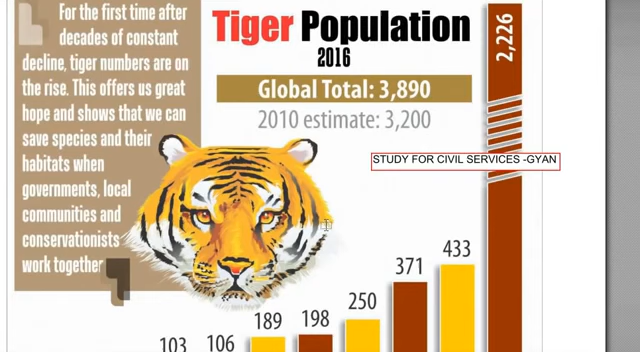 For the first time after
decades of constant
decline, tiger numbers are on
the rise. This offers us great
hope and shows that we can
save species and their
habitats when
governments, local
communities and
conservationists
work together
Tiger Population
2016
Global Total: 3,890
2010 estimate: 3,200
STUDY FOR CIVIL SERVICES -GYAN
103
106
189
198
250
371
433
2,226